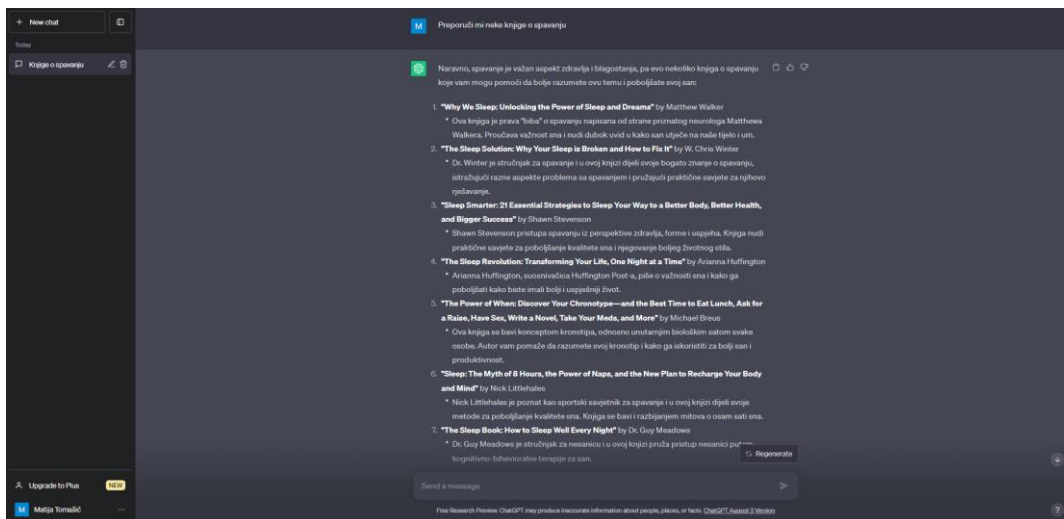 New chat
Today
Knjige o spavanju
Upgrade to Plus
NEW
Matija Tomašić
M
M
Preporuči mi neke knjige o spavanju
Naravno, spavanje je važan aspekt zdravlja i blagostanja, pa evo nekoliko knjiga o spavanju
koje vam mogu pomoći da bolje razumete ovu temu i poboljšate svoj san:
1. "Why We Sleep: Unlocking the Power of Sleep and Dreams" by Matthew Walker
Ova knjiga je prava "biba" o spavanju napisana od strane priznatog neurologa Matthewa
Walkera. Proučava važnost sna i nudi dubok uvid u kako san utječe na naše tijelo i um.
2. "The Sleep Solution: Why Your Sleep is Broken and How to Fix It" by W. Chris Winter
Dr. Winter je stručnjak za spavanje i u ovoj knjizi dijeli svoje bogato znanje o spavanju,
istražujući razne aspekte problema sa spavanjem i pružajući praktične savjete za njihovo
rješavanje.
3. "Sleep Smarter: 21 Essential Strategies to Sleep Your Way to a Better Body, Better Health,
and Bigger Success" by Shawn Stevenson
Shawn Stevenson pristupa spavanju iz perspektive zdravlja, forme i uspjeha. Knjiga nudi
praktične savjete za poboljšanje kvalitete sna i njegovanje boljeg životnog stila.
4. "The Sleep Revolution: Transforming Your Life, One Night at a Time" by Arianna Huffington
Arianna Huffington, suosnivačica Huffington Post-a, piše o važnosti sna i kako ga
poboljšati kako biste imali bolji i uspješniji život.
5. "The Power of When: Discover Your Chronotype—and the Best Time to Eat Lunch, Ask for
a Raise, Have Sex, Write a Novel, Take Your Meds, and More" by Michael Breus
Ova knjiga se bavi konceptom kronotipa, odnosno unutarnjim biološkim satom svake
osobe. Autor vam pomaže da razumete svoj kronotip i kako ga iskoristiti za bolji san i
produktivnost.
6. "Sleep: The Myth of 8 Hours, the Power of Naps, and the New Plan to Recharge Your Body
and Mind" by Nick Littlehales
Nick Littlehales je poznat kao sportski savjetnik za spavanje i u ovoj knjizi dijeli svoje
metode za poboljšanje kvalitete sna. Knjiga se bavi i razbijanjem mitova o osam sati sna.
7. "The Sleep Book: How to Sleep Well Every Night" by Dr. Guy Meadows
Dr. Guy Meadows je stručnjak za nesanicu i u ovoj knjizi pruža pristup nesanici
kognitivno-bihevioralne terapije za san.
Regenerate
Send a message
Free Research Preview. ChatGPT may produce inaccurate information about people, places, or facts. ChatGPT August 3 Version